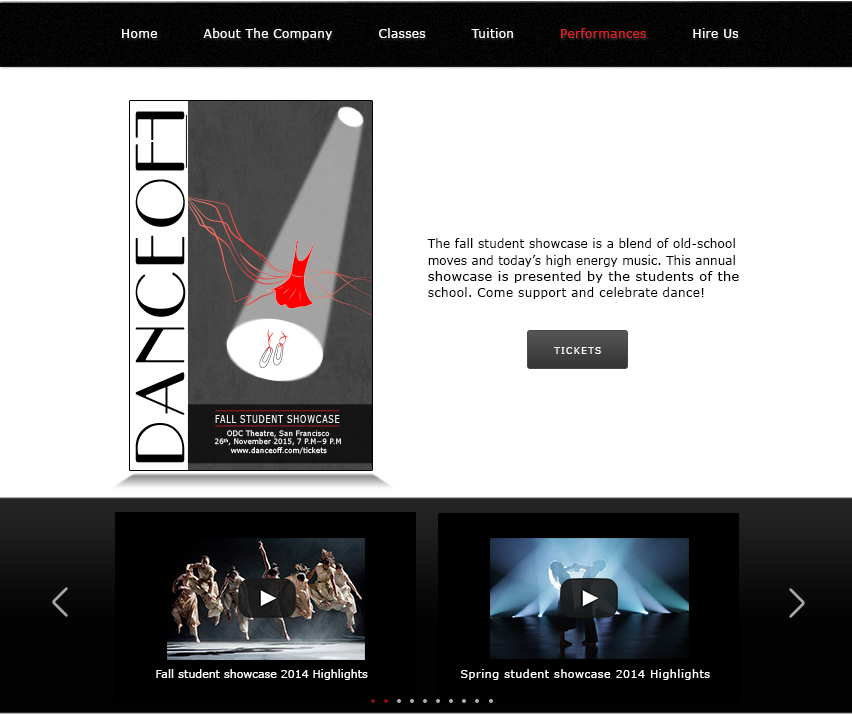 Home About The Company Classes Tuition Performances Hire Us
DANCEOFF
FALL STUDENT SHOWCASE
ODC Theatre, San Francisco
26th, November 2015, 7 P.M–9 P.M
www.danceoff.com/tickets
The fall student showcase is a blend of old-school
moves and today’s high energy music. This annual
showcase is presented by the students of the
school. Come support and celebrate dance!
TICKETS
Fall student showcase 2014 Highlights
Spring student showcase 2014 Highlights